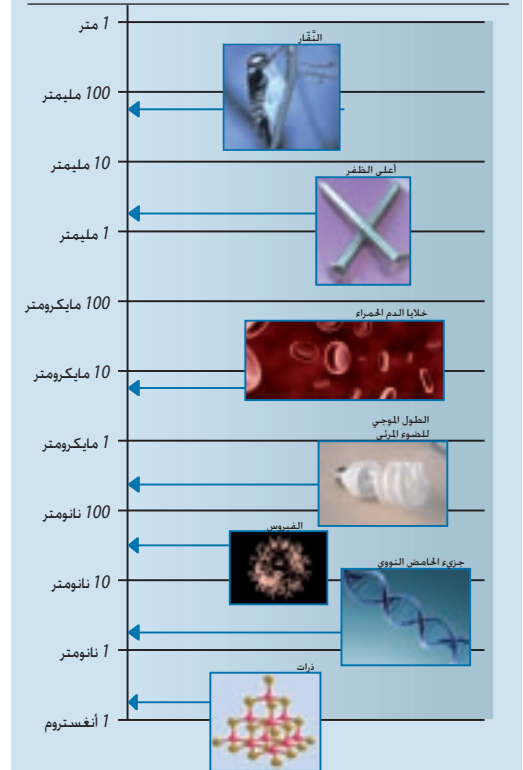 1 متر
النَّقَّار
100 مليمتر
10 مليمتر
أعلى الظفر
1 مليمتر
100 مايكرومتر
خلايا الدم الحمراء
10 مايكرومتر
الطول الموجي
للضوء المرئي
1 مايكرومتر
100 نانومتر
الفيروس
جزيء الحامض النووي
10 نانومتر
1 نانومتر
ذرات
1 أنغستروم